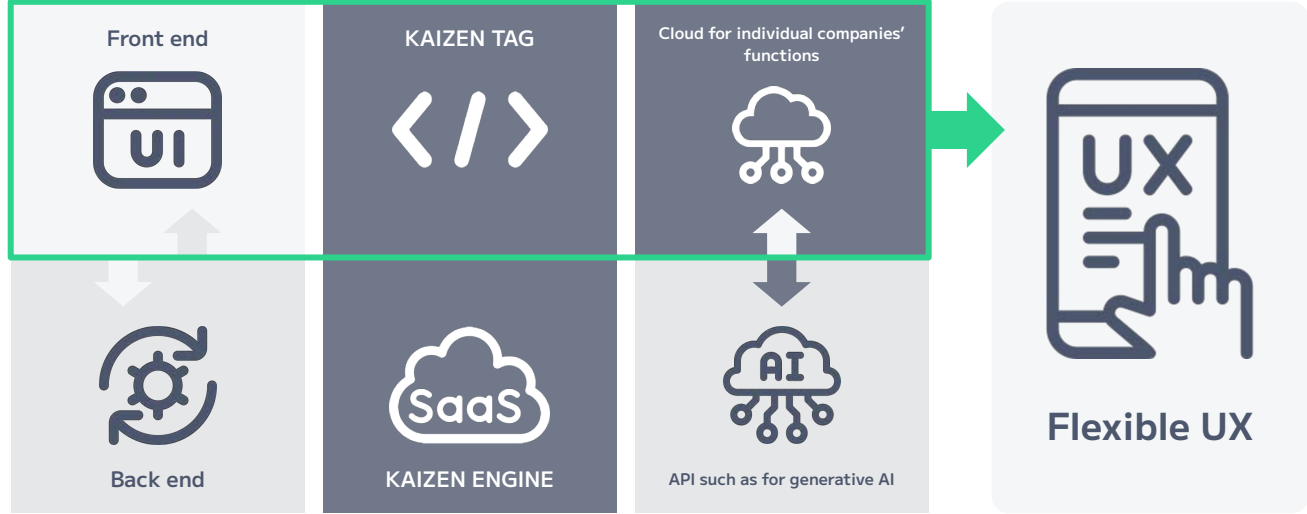 Front end
UI
KAIZEN TAG
</>
Cloud for individual companies’
functions
UX
Back end
SaaS
KAIZEN ENGINE
AI
API such as for generative AI
Flexible UX